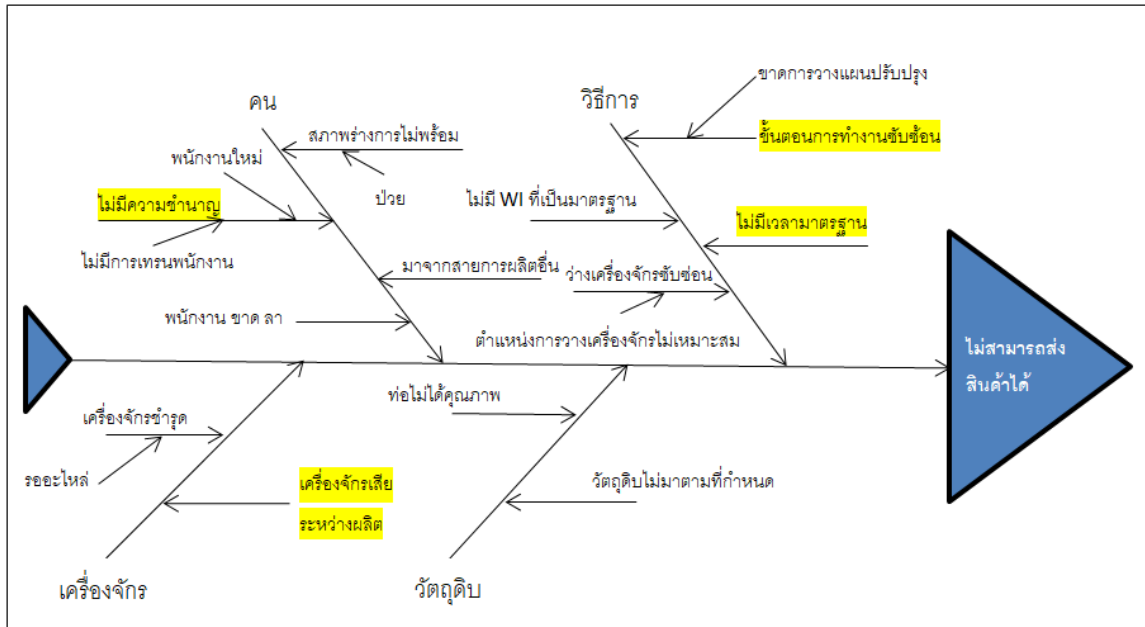 คน
สภาพร่างการไม่พร้อม
พนักงานใหม่
ป่วย
ไม่มีความชำนาญ
ไม่มีการเทรนพนักงาน
มาจากสายการผลิตอื่น
พนักงาน ขาด ลา
วิธีการ
ขาดการวางแผนปรับปรุง
ขั้นตอนการทำงานซับซ้อน
ไม่มี WI ที่เป็นมาตรฐาน
ไม่มีเวลามาตรฐาน
ว่างเครื่องจักรซับซ่อน
ตำแหน่งการวางเครื่องจักรไม่เหมาะสม
ไม่สามารถส่ง
สินค้าได้
เครื่องจักรชำรุด
รออะไหล่
เครื่องจักรเสีย
ระหว่างผลิต
เครื่องจักร
ท่อไม่ได้คุณภาพ
วัตถุดิบไม่มาตามที่กำหนด
วัตถุดิบ